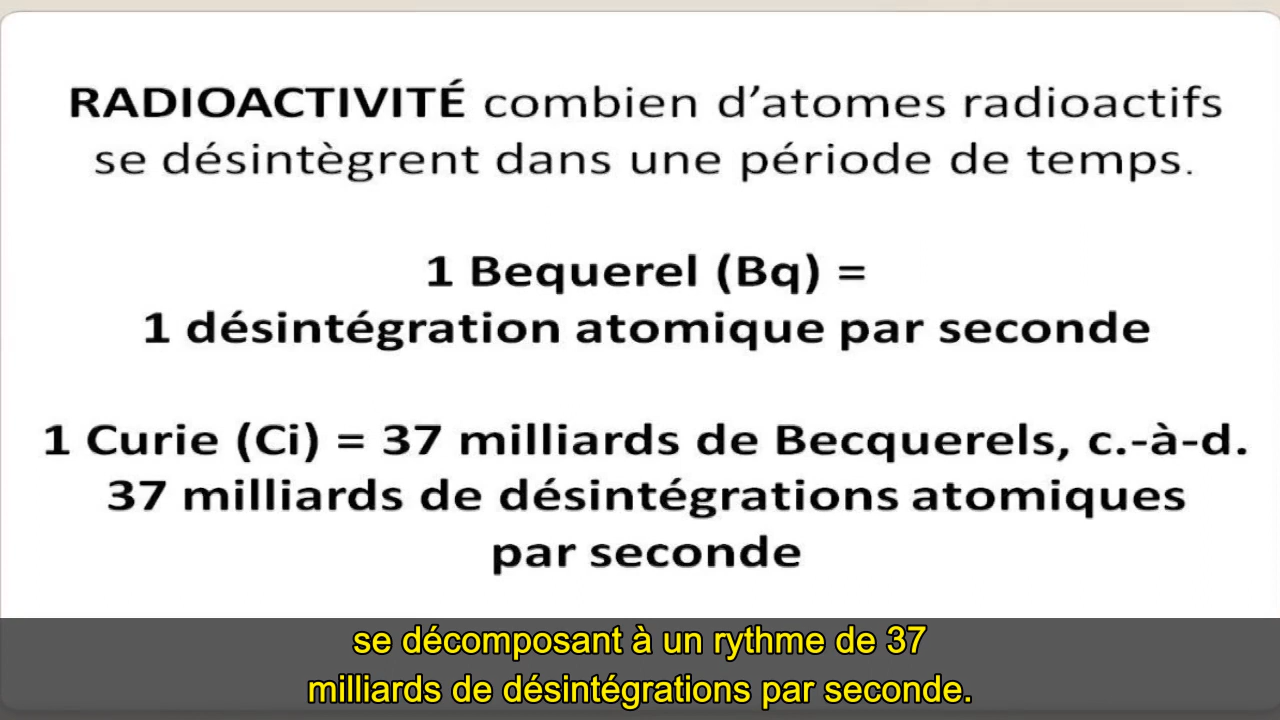 RADIOACTIVITÉ combien d’atomes radioactifs
se désintègrent dans une période de temps.
1 Bequerel (Bq) =
1 désintégration atomique par seconde
1 Curie (Ci) = 37 milliards de Becquerels, c.-à-d.
37 milliards de désintégrations atomiques
par seconde
se décomposant à un rythme de 37
milliards de désintégrations par seconde.